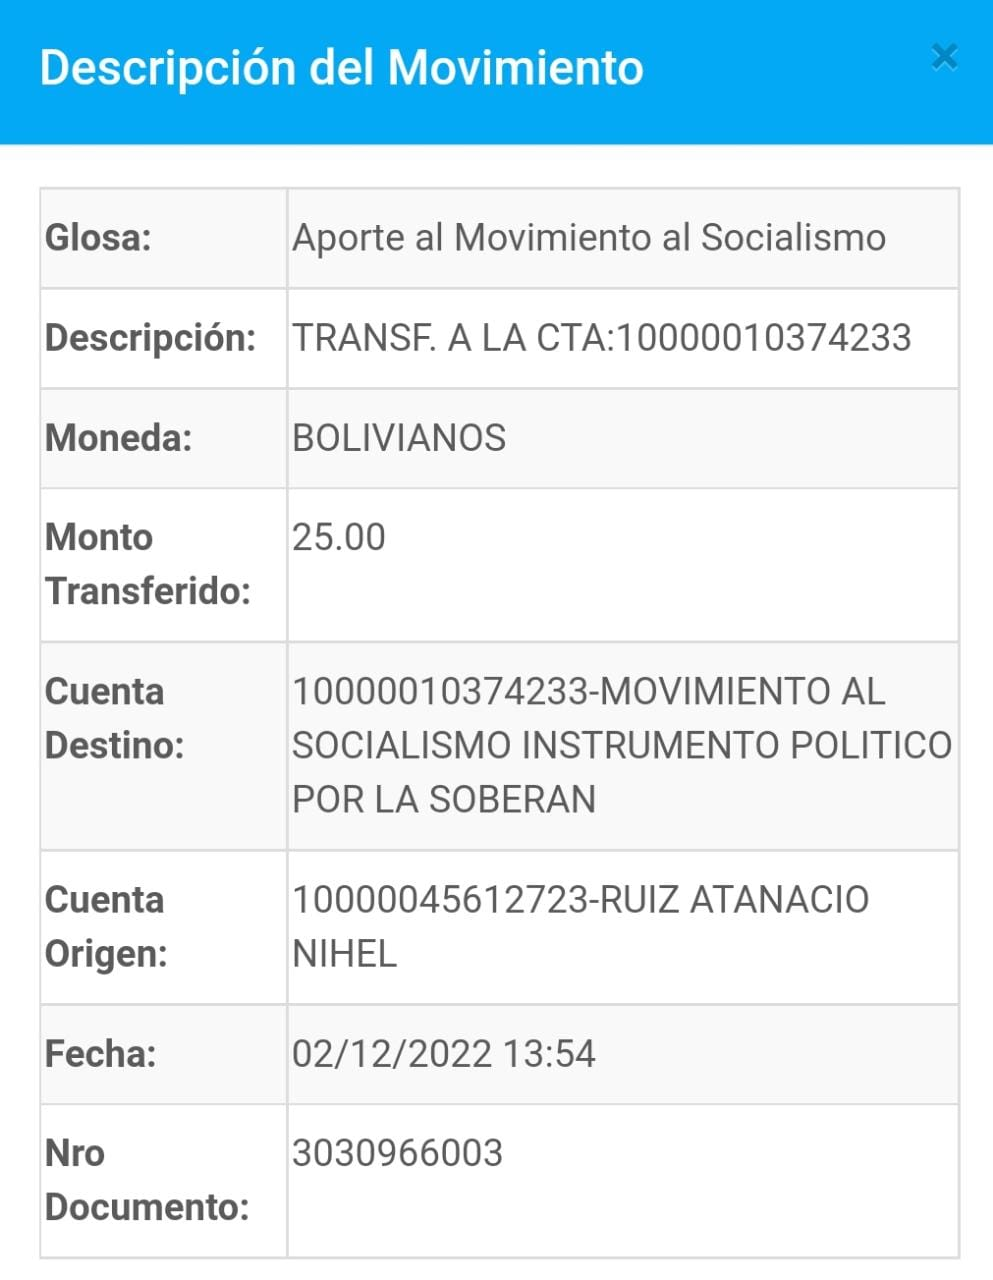 Descripción del Movimiento
Glosa: Aporte al Movimiento al Socialismo
Descripción: TRANSF. A LA CTA:10000010374233
Moneda: BOLIVIANOS
Monto
Transferido:
25.00
Cuenta
Destino:
10000010374233-MOVIMIENTO AL
SOCIALISMO INSTRUMENTO POLITICO
POR LA SOBERAN
Cuenta
Origen:
10000045612723-RUIZ ATANACIO
NIHEL
Fecha: 02/12/2022 13:54
Nro
Documento:
3030966003